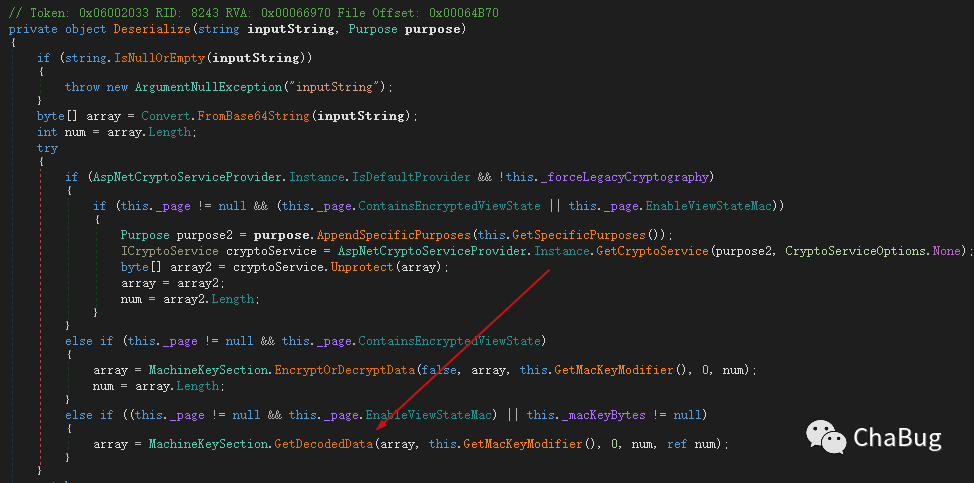 // Token: 0x06002033 RID: 8243 RVA: 0x00066970 File Offset: 0x00064B70
private object Deserialize(string inputString, Purpose purpose)
{
if (string.IsNullOrEmpty(inputString))
{
throw new ArgumentNullException("inputString");
}
byte[] array = Convert.FromBase64String(inputString);
int num = array.Length;
try
{
if (AspNetCryptoServiceProvider.Instance.IsDefaultProvider && !this._forceLegacyCryptography)
{
if (this._page != null && (this._page.ContainsEncryptedViewState || this._page.EnableViewStateMac))
{
Purpose purpose2 = purpose.AppendSpecificPurposes(this.GetSpecificPurposes());
ICryptoService cryptoService = AspNetCryptoServiceProvider.Instance.GetCryptoService(purpose2, CryptoServiceOptions.None);
byte[] array2 = cryptoService.Unprotect(array);
array = array2;
num = array2.Length;
}
}
else if (this._page != null && this._page.ContainsEncryptedViewState)
{
array = MachineKeySection.EncryptOrDecryptData(false, array, this.GetMacKeyModifier(), 0, num);
num = array.Length;
}
else if ((this._page != null && this._page.EnableViewStateMac) || this._macKeyBytes != null)
{
array = MachineKeySection.GetDecodedData(array, this.GetMacKeyModifier(), 0, num, ref num);
}
}
ChaBug